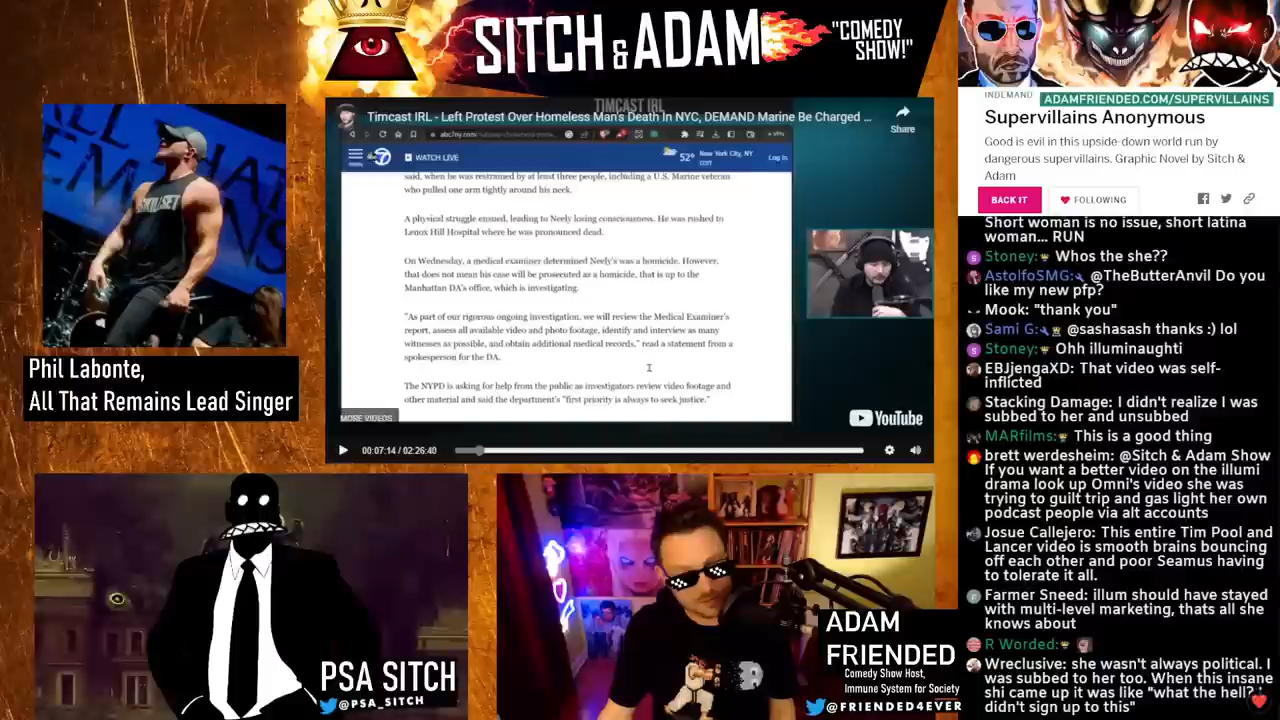 SITCH & ADAM
"COMEDY
SHOW!"
Phil Labonte,
All That Remains Lead Singer
TIMCAST IRL
Timcast IRL - Left Protest Over Homeless Man's Death In NYC, DEMAND Marine Be Charged ...
Share
WATCH LIVE
52°
New York City, NY
Log In
said, when he was restrained by at least three people, including a U.S. Marine veteran
who pulled one arm tightly around his neck.
A physical struggle ensued, leading to Neely losing consciousness. He was rushed to
Lenox Hill Hospital where he was pronounced dead.
On Wednesday, a medical examiner determined Neely's was a homicide. However,
that does not mean his case will be prosecuted as a homicide, that is up to the
Manhattan DA's office, which is investigating.
"As part of our rigorous ongoing investigation, we will review the Medical Examiner's
report, assess all available video and photo footage, identify and interview as many
witnesses as possible, and obtain additional medical records," read a statement from a
spokesperson for the DA.
The NYPD is asking for help from the public as investigators review video footage and
other material and said the department's "first priority is always to seek justice."
MORE VIDEOS
YouTube
00:07:14 / 02:26:40
PSA SITCH
@PSA_SITCH
ADAM
FRIENDED
Comedy Show Host,
Immune System for Society
@FRIENDED4EVER
INDEMAND
ADAMFRIENDED.COM/SUPERVILLAINS
Supervillains Anonymous
Good is evil in this upside-down world run by
dangerous supervillains. Graphic Novel by Sitch &
Adam
BACK IT
FOLLOWING
Short woman is no issue, short latina
woman... RUN
Stoney: What did she??
AstolfoSMG: @TheButterAnvil Do you
like my new pfp?
Mook: "thank you"
Sami G: @sashasash thanks :) lol
Stoney: Ohh illuminaughti
EBJjengaXD: That video was self-
inflicted
Stacking Damage: I didn't realize I was
subbed to her and unsubbed
MARfilms: This is a good thing
brett werdesheim: @Sitch & Adam Show
If you want a better video on the illumi
drama look up Omni's video she was
trying to guilt trip and gas light her own
podcast people via alt accounts
Josue Callejero: This entire Tim Pool and
Lancer video is smooth brains bouncing
off each other and poor Seamus having
to tolerate it all.
Farmer Sneed: illum should have stayed
with multi-level marketing, thats all she
knows about
R Worded:
Wreclusive: she wasn't always political. I
was subbed to her too. When this insane
shi came up it was like "what the hell? i
didn't sign up to this"